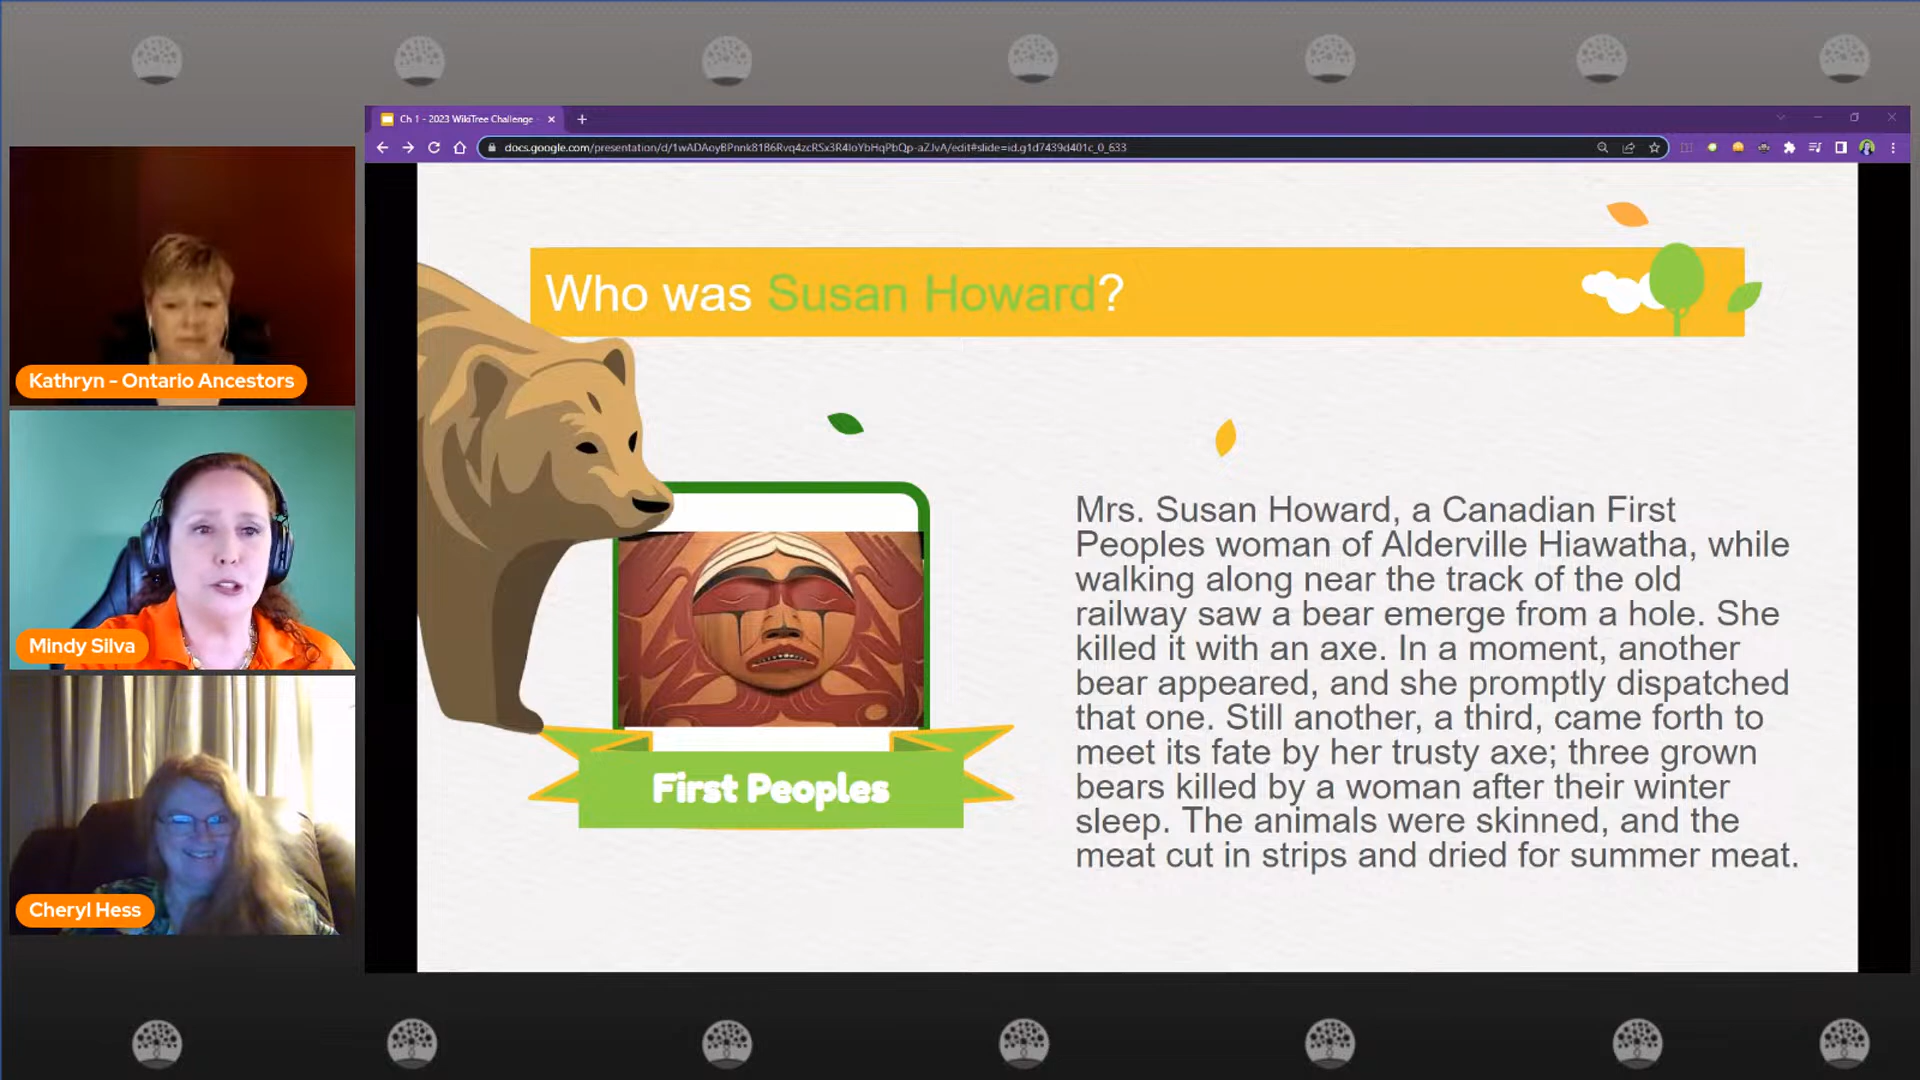 Ch 1 - 2023 WikiTree Challenge
Who was Susan Howard?
Kathryn - Ontario Ancestors
Mrs. Susan Howard, a Canadian First
Peoples woman of Alderville Hiawatha, while
walking along near the track of the old
railway saw a bear emerge from a hole. She
killed it with an axe. In a moment, another
bear appeared, and she promptly dispatched
that one. Still another, a third, came forth to
meet its fate by her trusty axe; three grown
bears killed by a woman after their winter
sleep. The animals were skinned, and the
meat cut in strips and dried for summer meat.
Mindy Silva
First Peoples
Cheryl Hess